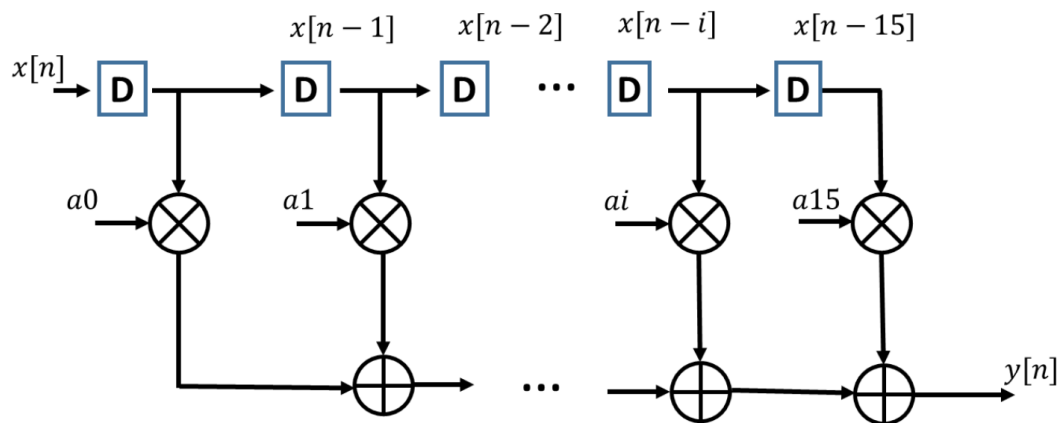 x[n − 1] x[n − 2] x[n − i] x[n − 15]
x[n] D D D ••• D D
a0 a1 ai a15
••• y[n]